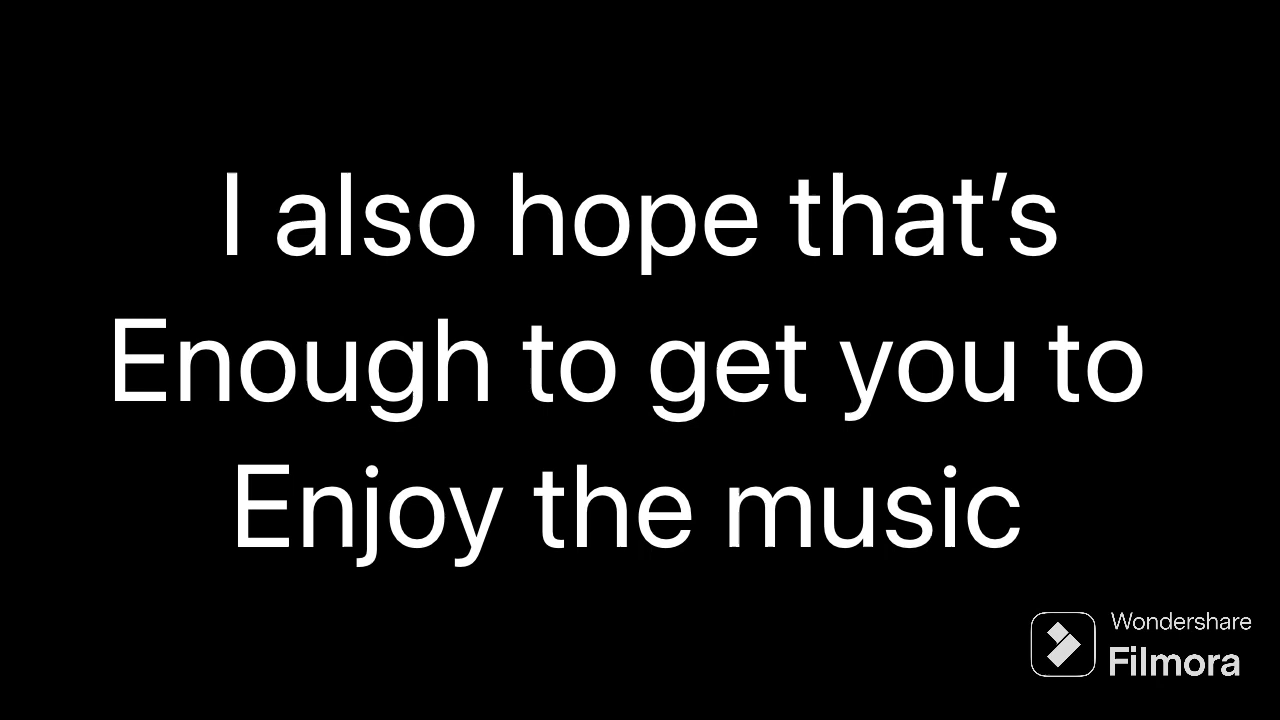 I also hope that’s
Enough to get you to
Enjoy the music
Wondershare
Filmora